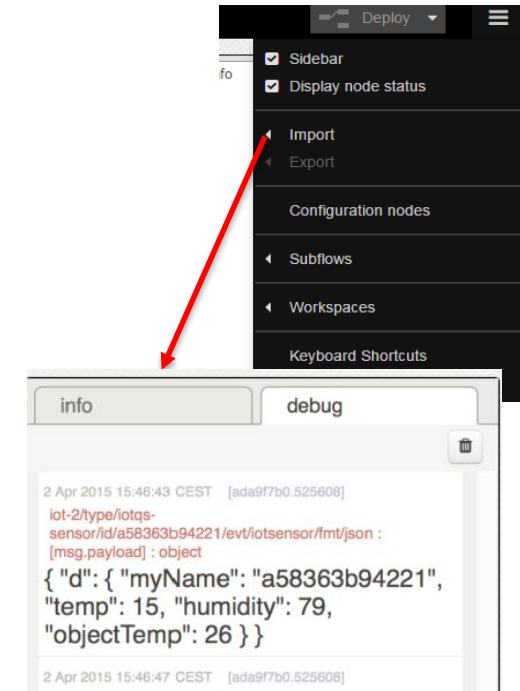 Deploy
Sidebar
fo
Display node status
Import
Export
Configuration nodes
Subflows
Workspaces
Keyboard Shortcuts
info
debug
2 Apr 2015 15:46:43 CEST [ada9f7b0.525608]
iot-2/type/iotqs-
sensor/id/a58363b94221/evt/iotsensor/fmt/json :
[msg.payload] : object
{ "d": { "myName": "a58363b94221",
"temp": 15, "humidity": 79,
"objectTemp": 26 } }
2 Apr 2015 15:46:47 CEST [ada9f7b0.525608]